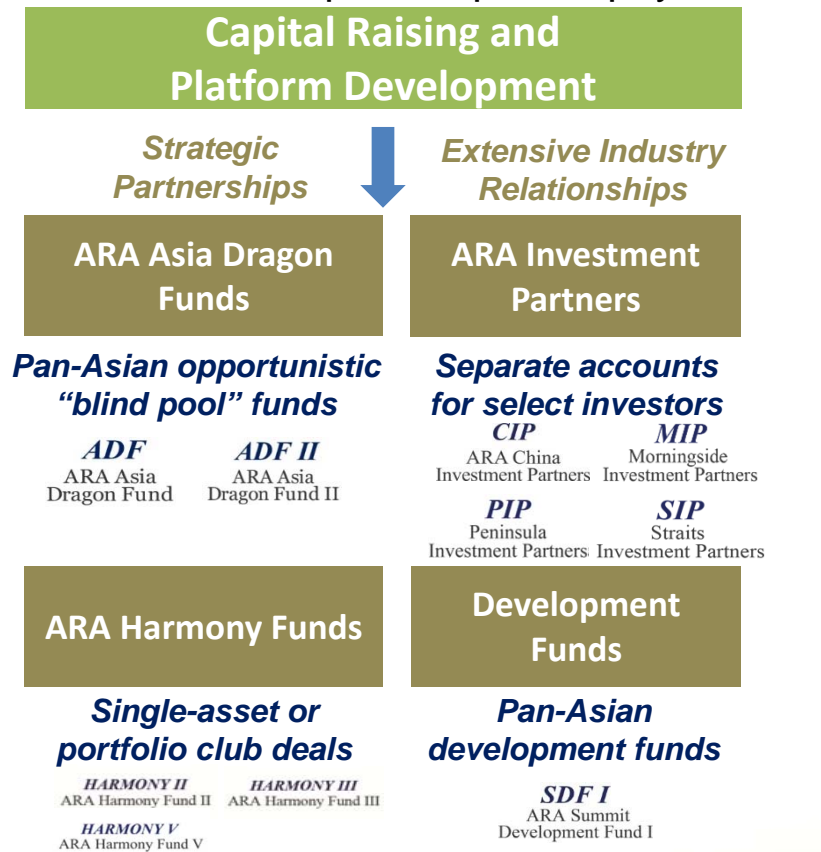 Capital Raising and
Platform Development
Strategic
Partnerships
Extensive Industry
Relationships
ARA Asia Dragon
Funds
ARA Investment
Partners
Pan-Asian opportunistic
“blind pool” funds
Separate accounts
for select investors
ADF
ARA Asia
Dragon Fund
ADF II
ARA Asia
Dragon Fund II
CIP
ARA China
Investment Partners
MIP
Morningside
Investment Partners
PIP
Peninsula
Investment Partners
SIP
Straits
Investment Partners
ARA Harmony Funds
Development
Funds
Single-asset or
portfolio club deals
Pan-Asian
development funds
HARMONY II
ARA Harmony Fund II
HARMONY III
ARA Harmony Fund III
HARMONY V
ARA Harmony Fund V
SDF I
ARA Summit
Development Fund I